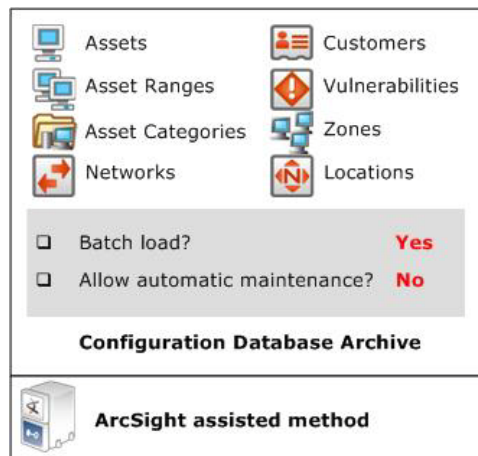 Assets
Customers
Asset Ranges
Vulnerabilities
Asset Categories
Zones
Networks
N
Locations
Batch load? Yes
Allow automatic maintenance? No
Configuration Database Archive
ArcSight assisted method